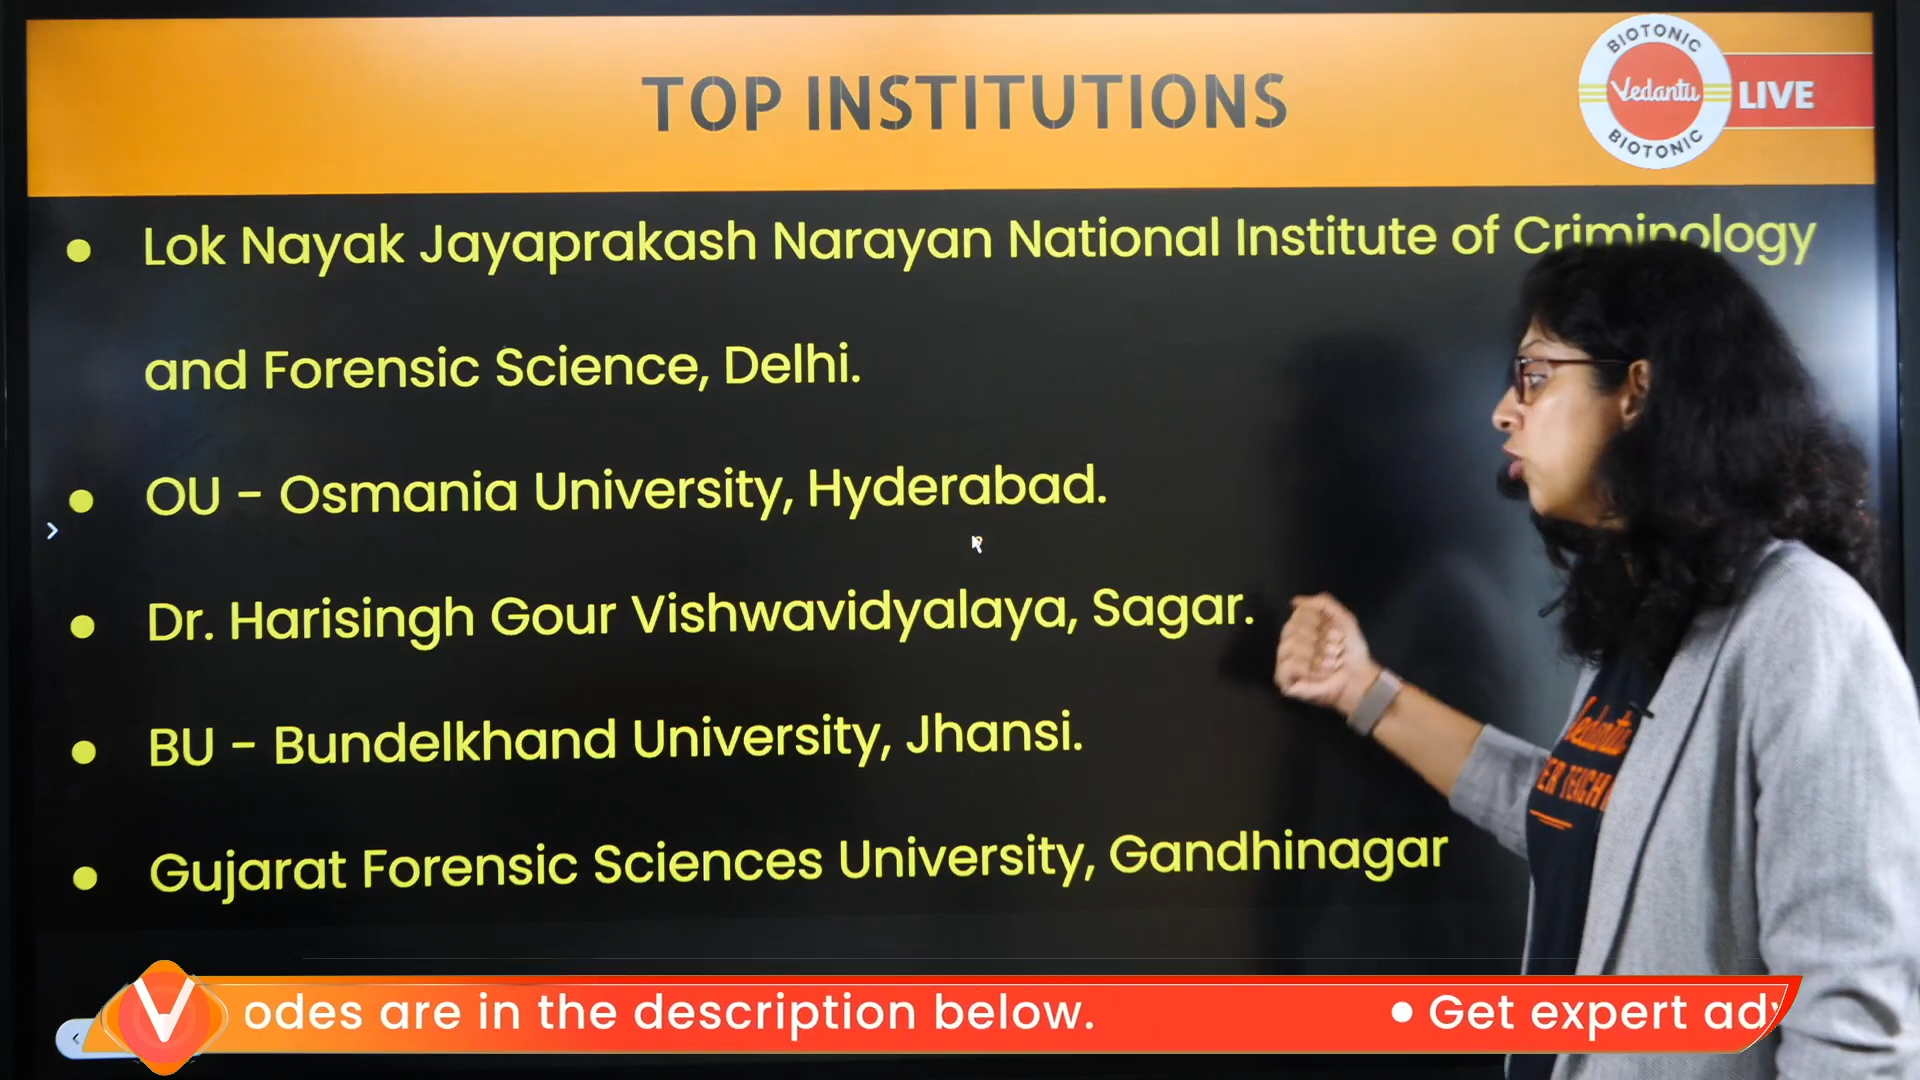 TOP INSTITUTIONS
BIOTONIC
Vedantu
BIOTONIC
LIVE
● Lok Nayak Jayaprakash Narayan National Institute of Criminology
and Forensic Science, Delhi.
● OU - Osmania University, Hyderabad.
● Dr. Harisingh Gour Vishwavidyalaya, Sagar.
● BU - Bundelkhand University, Jhansi.
● Gujarat Forensic Sciences University, Gandhinagar
Vedantu
V odes are in the description below. ● Get expert adv